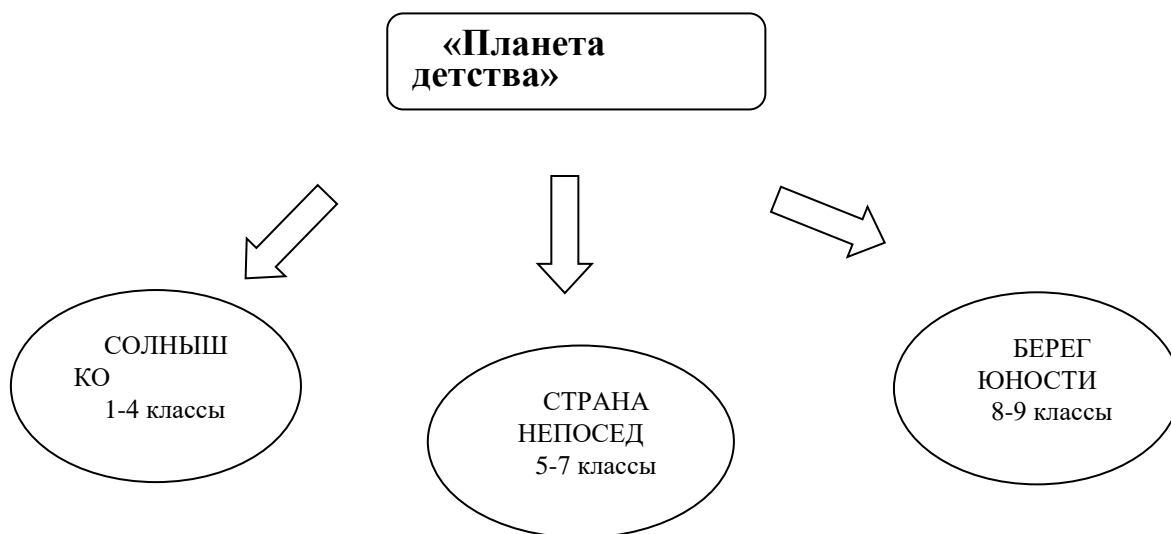 «Планета
детства»
СОЛНЫШ
КО
1-4 классы
СТРАНА
НЕПОСЕД
5-7 классы
БЕРЕГ
ЮНОСТИ
8-9 классы